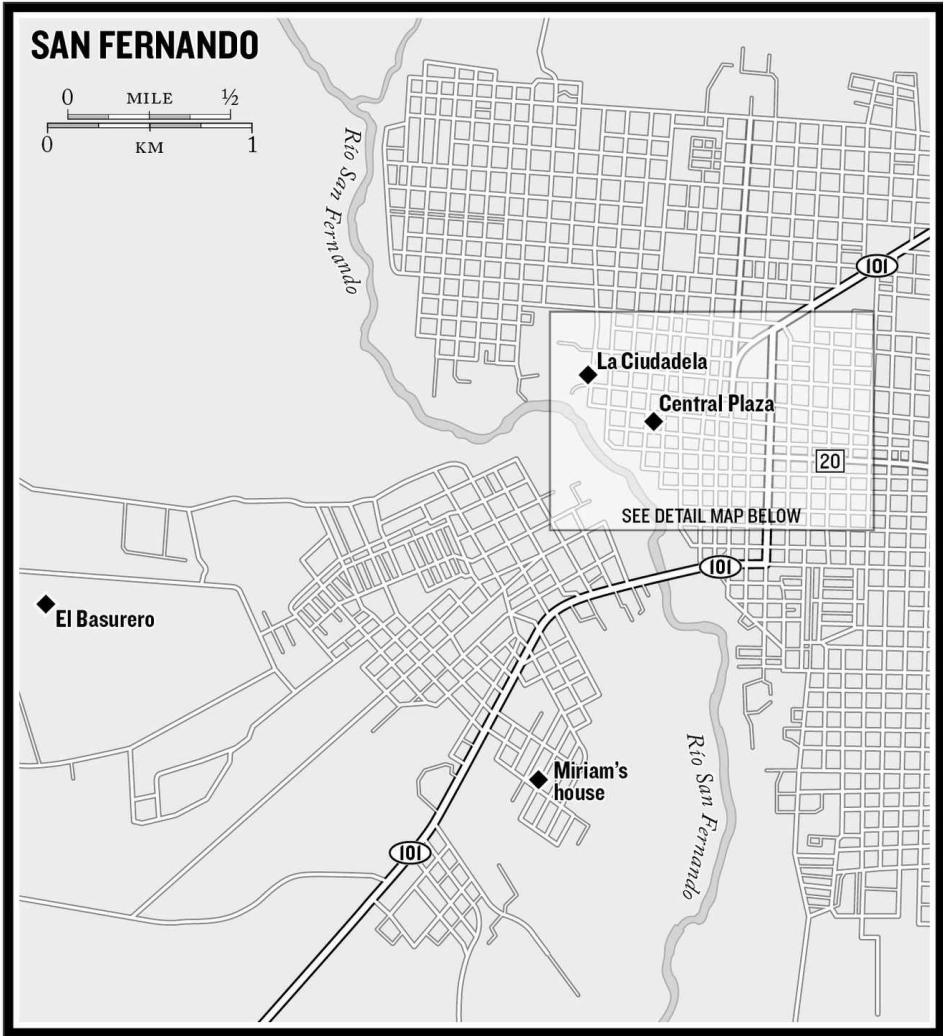 SAN FERNANDO
0 MILE ½
0 KM 1
Río San Fernando
101
La Ciudadela
Central Plaza
20
SEE DETAIL MAP BELOW
101
El Basurero
Miriam’s
house
Río San Fernando
101